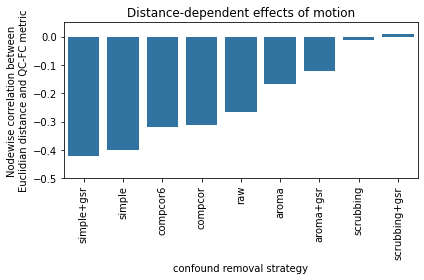 Distance-dependent effects of motion
Nodewise correlation between
Euclidian distance and QC-FC metric
0.0
−0.1
−0.2
−0.3
−0.4
−0.5
simple+gsr
simple
compcor6
compcor
raw
aroma
aroma+gsr
scrubbing
scrubbing+gsr
confound removal strategy